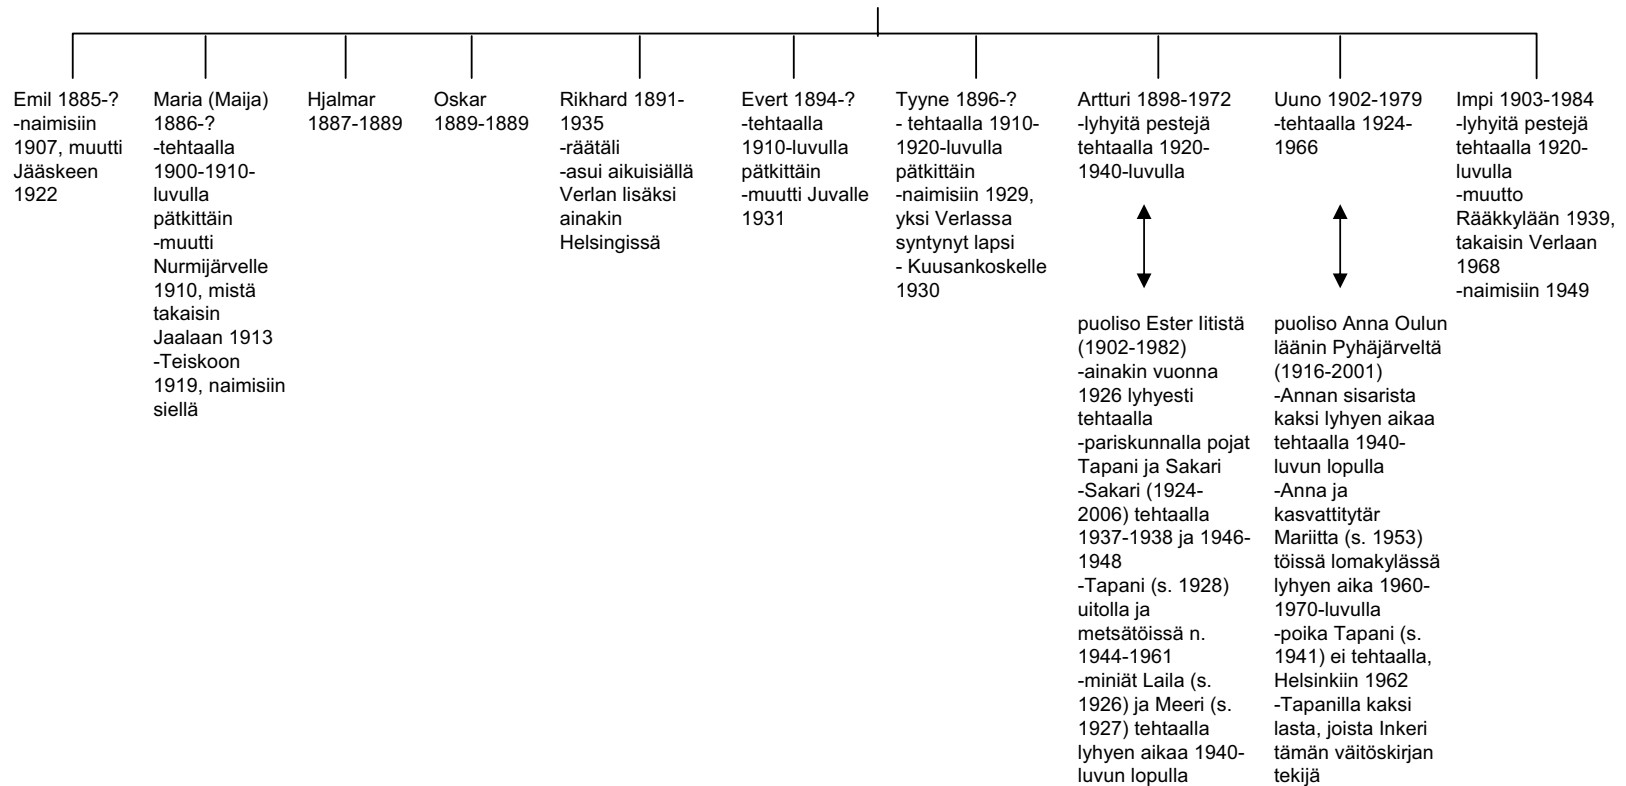 Emil 1885-?
-naimisiin
1907, muutti
Jääskeen
1922
Maria (Maija)
1886-?
-tehtaalla
1900-1910-
luvulla
pätkittäin
-muutti
Nurmijärvelle
1910, mistä
takaisin
Jaalaan 1913
-Teiskoon
1919, naimisiin
siellä
Hjalmar
1887-1889
Oskar
1889-1889
Rikhard 1891-
1935
-räätäli
-asui aikuisiällä
Verlan lisäksi
ainakin
Helsingissä
Evert 1894-?
-tehtaalla
1910-luvulla
pätkittäin
-muutti Juvalle
1931
Tyyne 1896-?
- tehtaalla 1910-
1920-luvulla
pätkittäin
-naimisiin 1929,
yksi Verlassa
syntynyt lapsi
- Kuusankoskelle
1930
Artturi 1898-1972
-lyhyitä pestejä
tehtaalla 1920-
1940-luvulla
puoliso Ester Iitistä
(1902-1982)
-ainakin vuonna
1926 lyhyesti
tehtaalla
-pariskunnalla pojat
Tapani ja Sakari
-Sakari (1924-
2006) tehtaalla
1937-1938 ja 1946-
1948
-Tapani (s. 1928)
uitolla ja
metsätöissä n.
1944-1961
-miniät Laila (s.
1926) ja Meeri (s.
1927) tehtaalla
lyhyen aikaa 1940-
luvun lopulla
Uuno 1902-1979
-tehtaalla 1924-
1966
puoliso Anna Oulun
läänin Pyhäjärveltä
(1916-2001)
-Annan sisarista
kaksi lyhyen aikaa
tehtaalla 1940-
luvun lopulla
-Anna ja
kasvattitytär
Mariitta (s. 1953)
töissä lomakylässä
lyhyen aika 1960-
1970-luvulla
-poika Tapani (s.
1941) ei tehtaalla,
Helsinkiin 1962
-Tapanilla kaksi
lasta, joista Inkeri
tämän väitöskirjan
tekijä
Impi 1903-1984
-lyhyitä pestejä
tehtaalla 1920-
luvulla
-muutto
Rääkkylään 1939,
takaisin Verlaan
1968
-naimisiin 1949